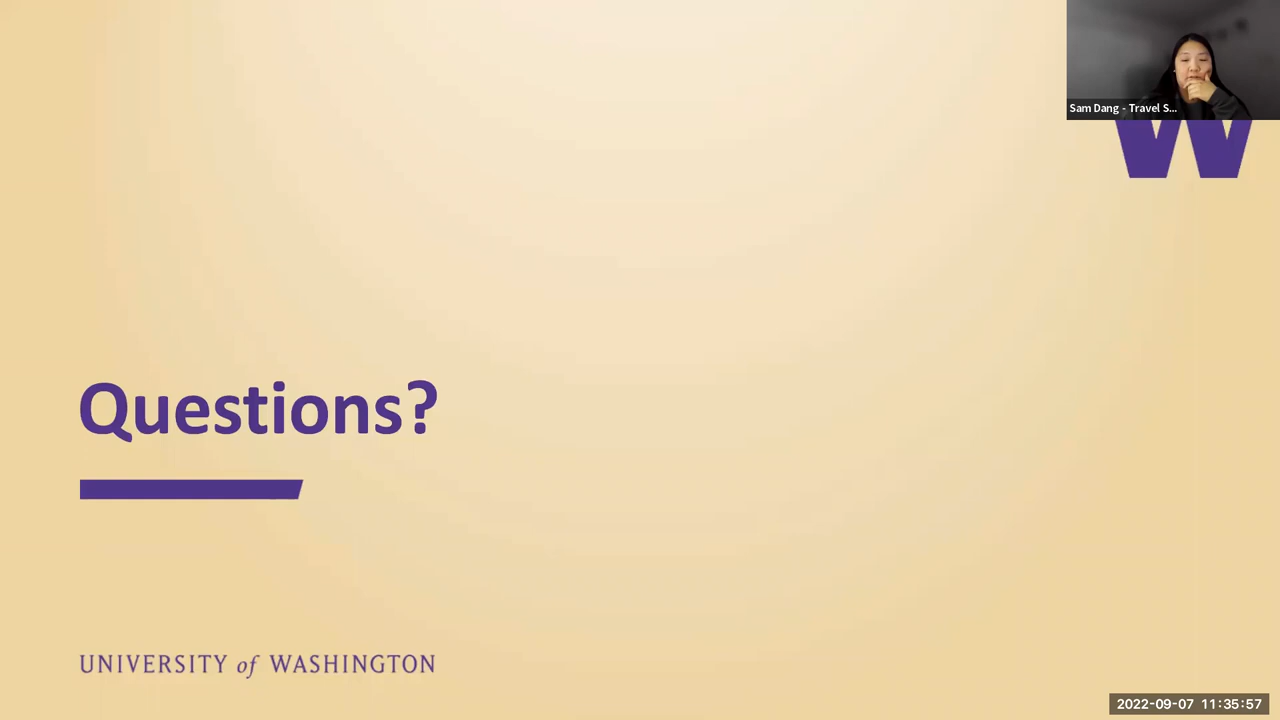 Sam Dang - Travel S...
W
Questions?
UNIVERSITY of WASHINGTON
2022-09-07 11:35:57